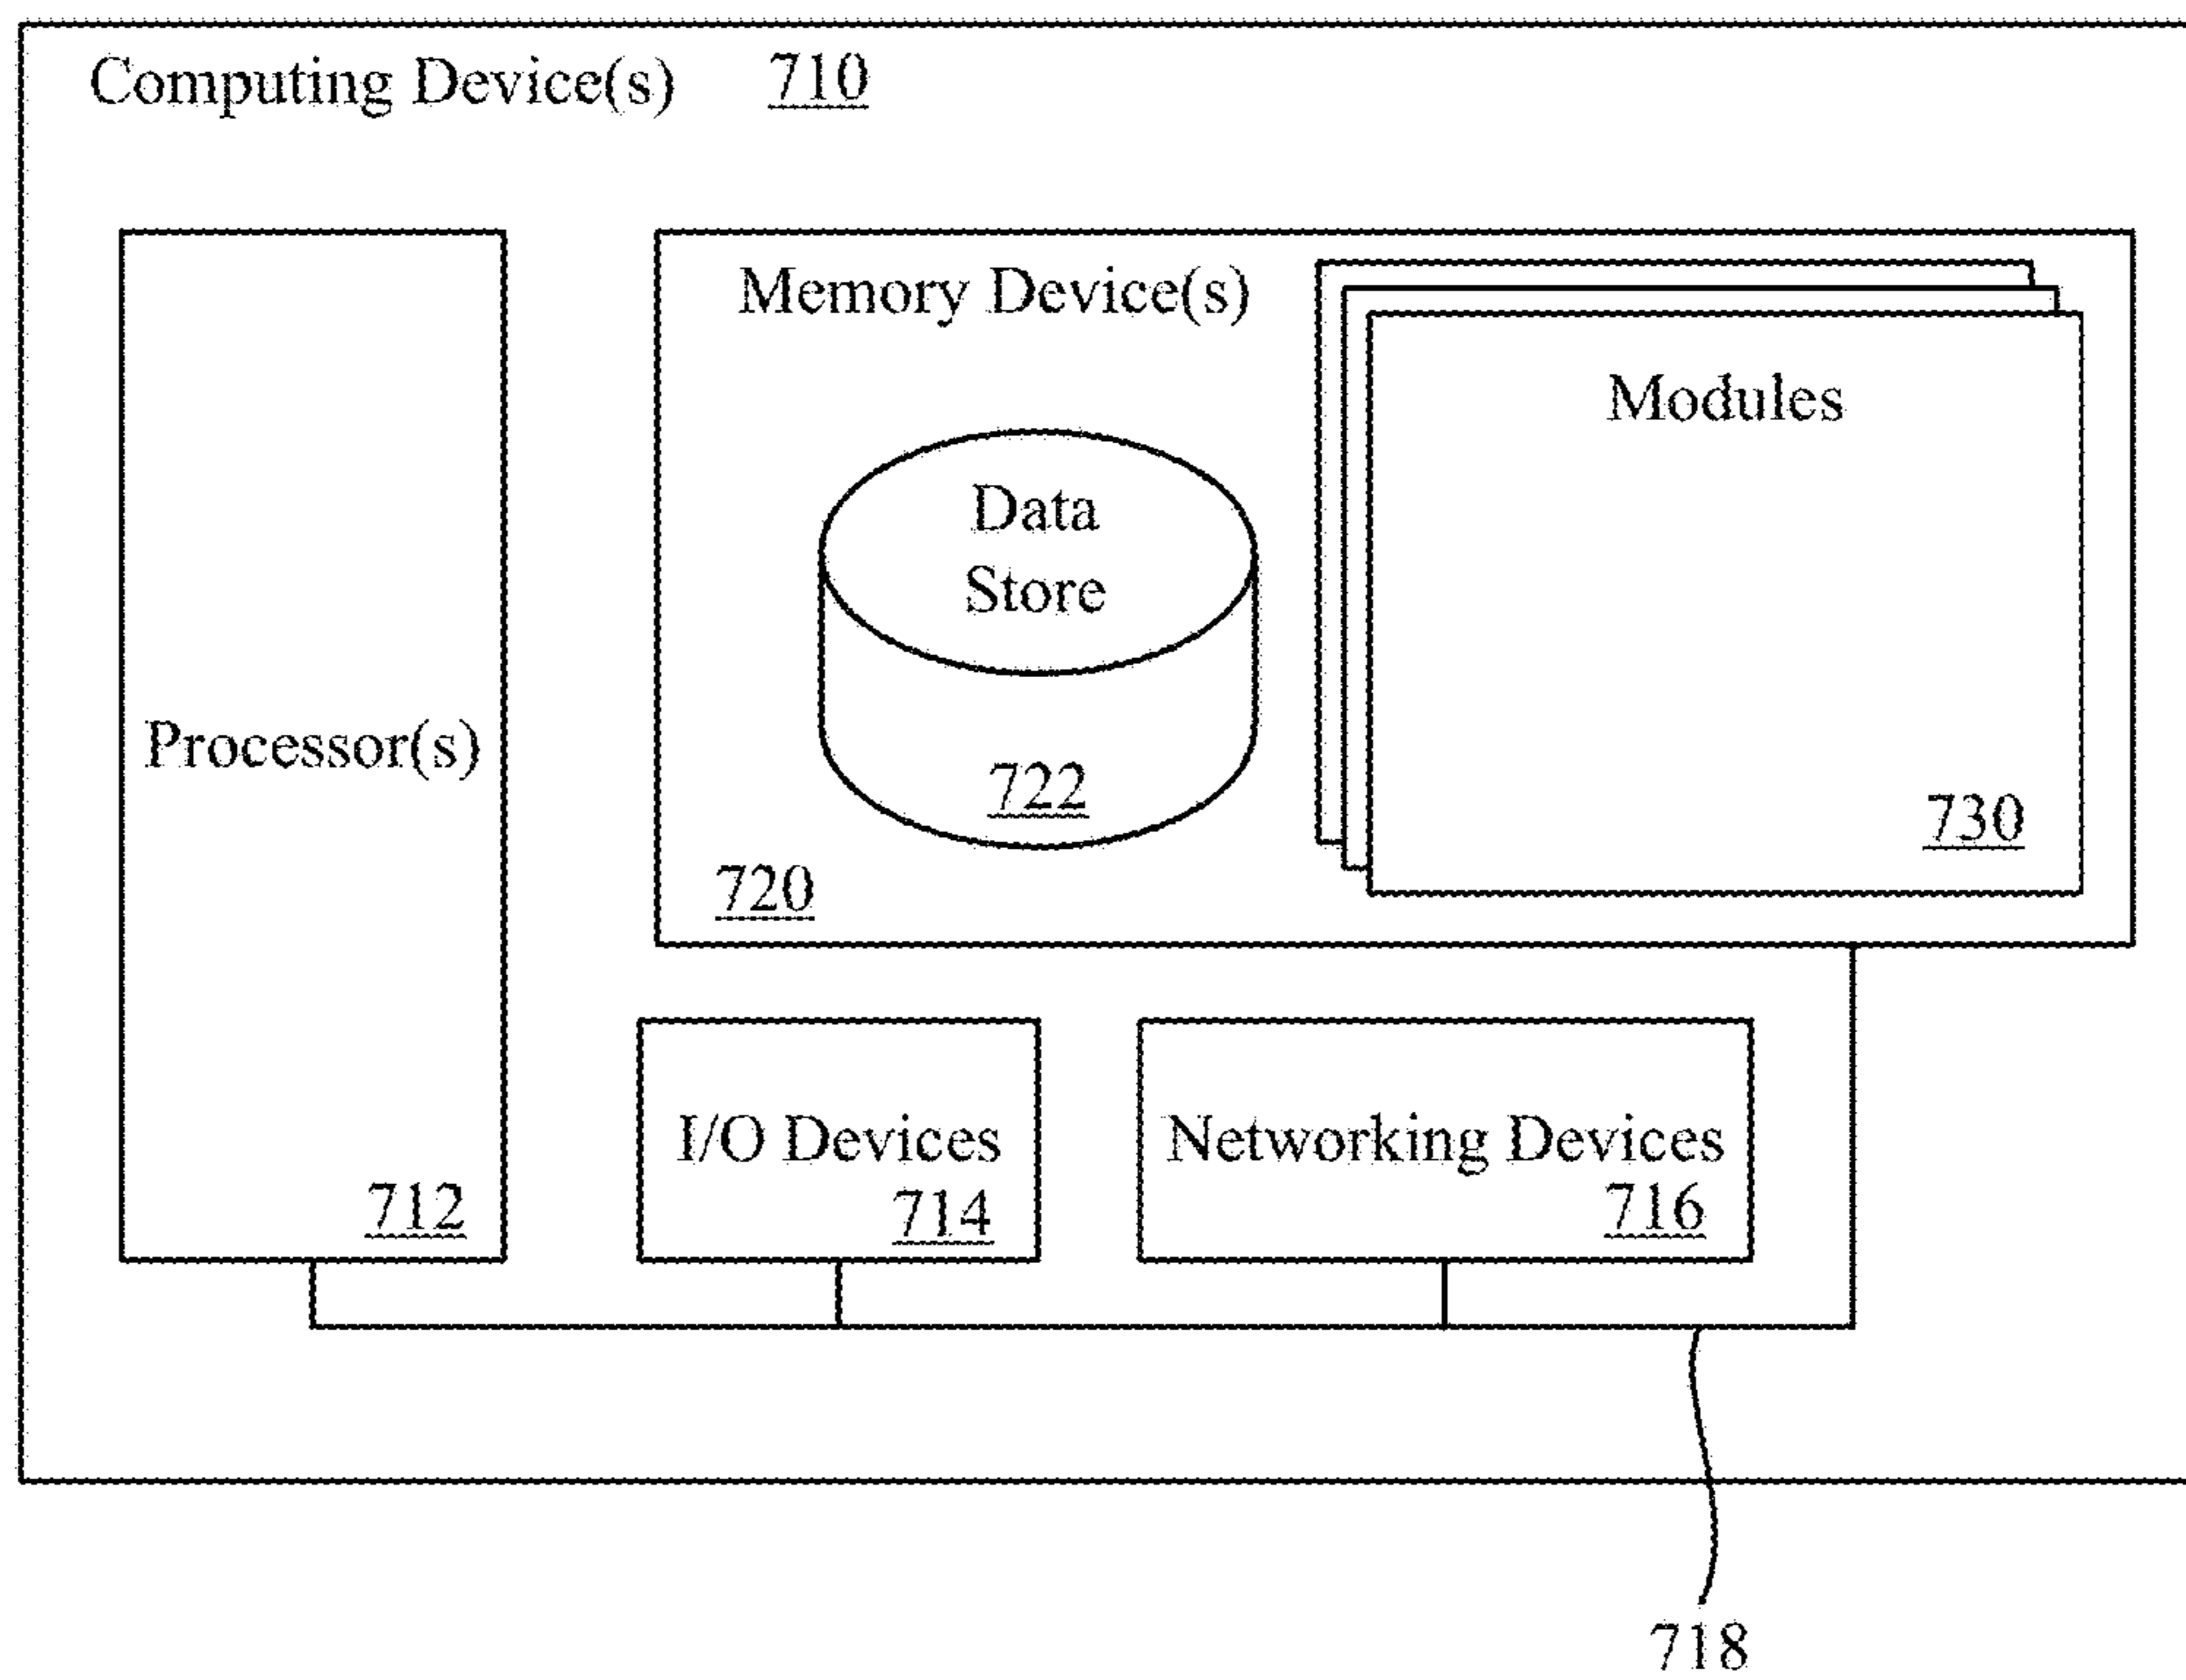 Computing Device(s) 710
Processor(s)
712
Memory Device(s)
Data
Store
722
720
Modules
730
I/O Devices
714
Networking Devices
716
718